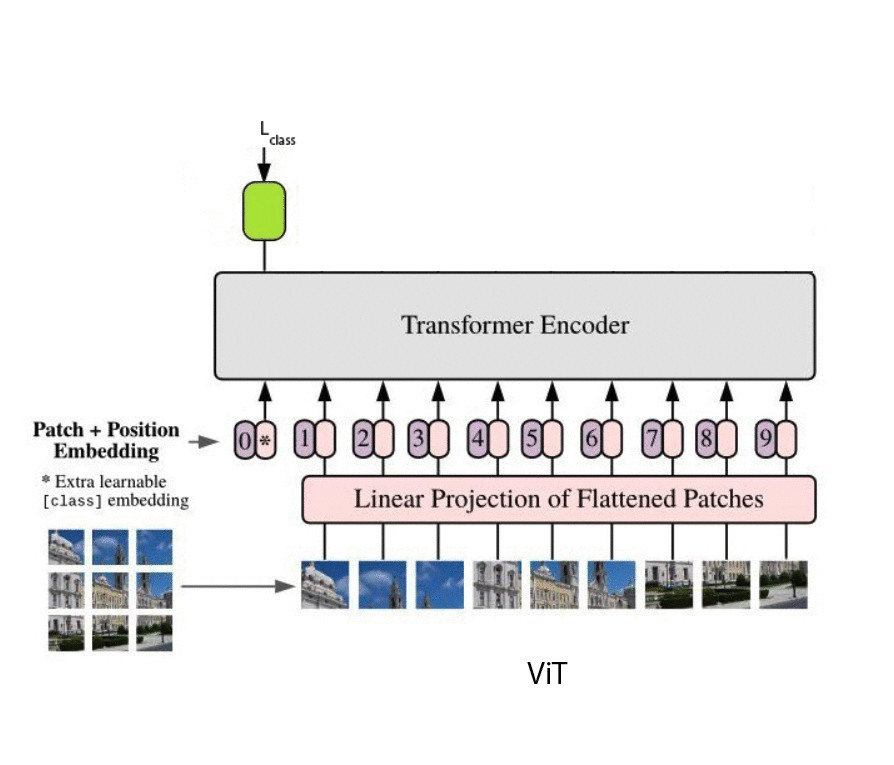 L class
Transformer Encoder
Patch + Position
Embedding
0 * 1 2 3 4 5 6 7 8 9
* Extra learnable
[class] embedding
Linear Projection of Flattened Patches
ViT